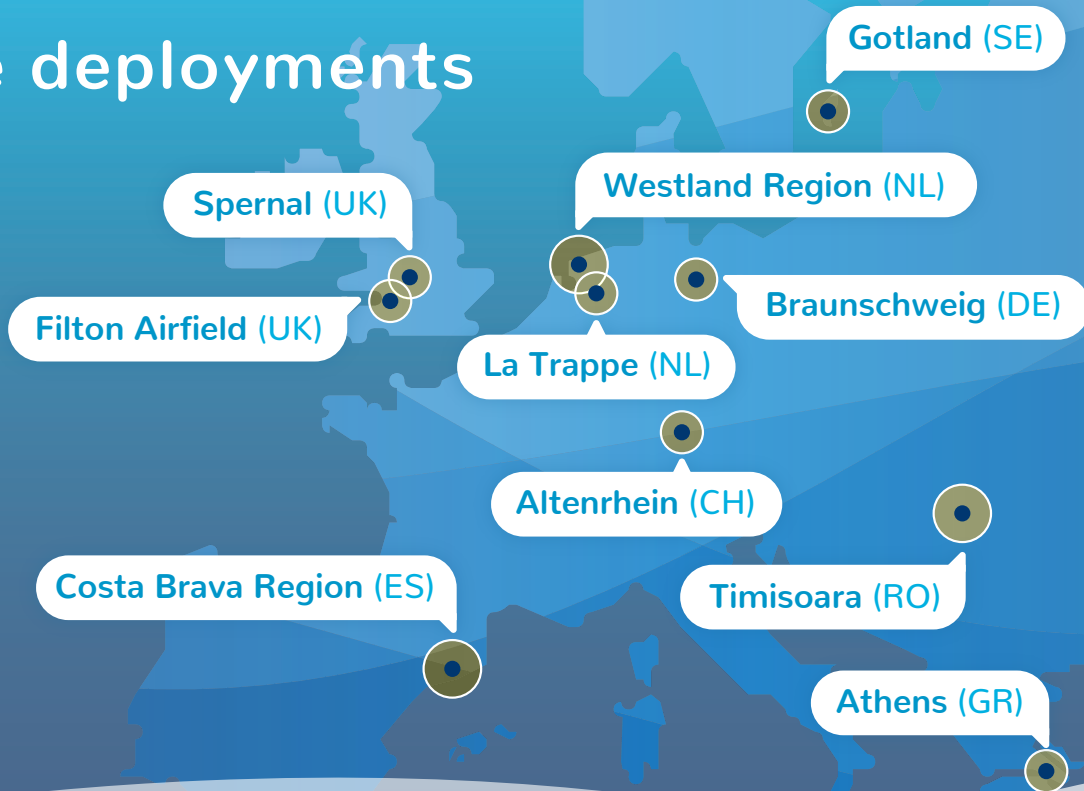 e deployments
Gotland (SE)
Westland Region (NL)
Spernal (UK)
Braunschweig (DE)
Filton Airfield (UK)
La Trappe (NL)
Altenrhein (CH)
Costa Brava Region (ES)
Timisoara (RO)
Athens (GR)